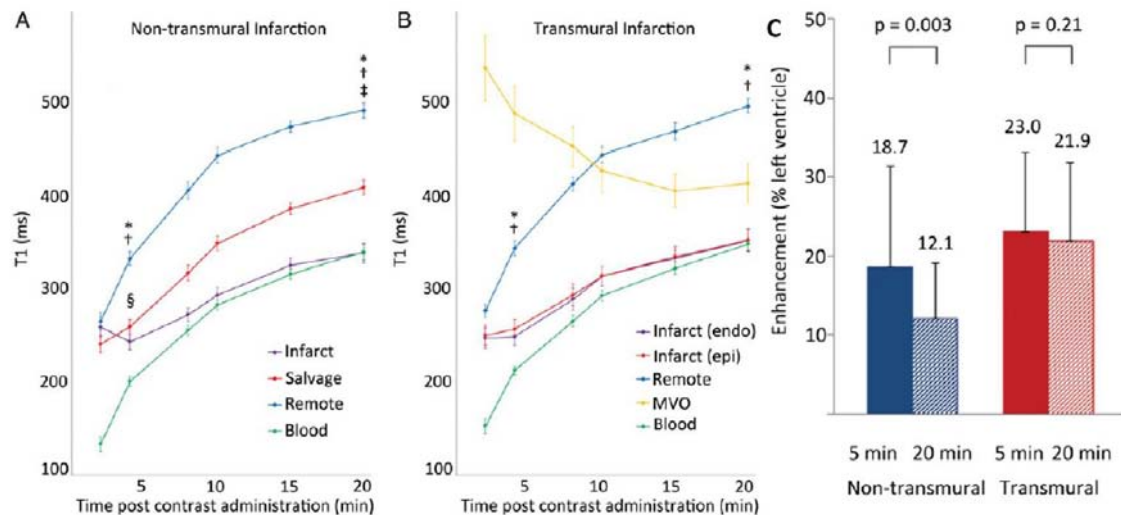 A
Non-transmural Infarction
T1 (ms)
500
400
300
200
100
*
†
*
†
‡
§
Infarct
Salvage
Remote
Blood
5
10
15
20
Time post contrast administration (min)
B
Transmural Infarction
T1 (ms)
500
400
300
200
100
*
†
*
†
Infarct (endo)
Infarct (epi)
Remote
MVO
Blood
5
10
15
20
Time post contrast administration (min)
C
Enhancement (% left ventricle)
50
40
30
20
10
p = 0.003
p = 0.21
18.7
12.1
23.0
21.9
5 min 20 min 5 min 20 min
Non-transmural Transmural